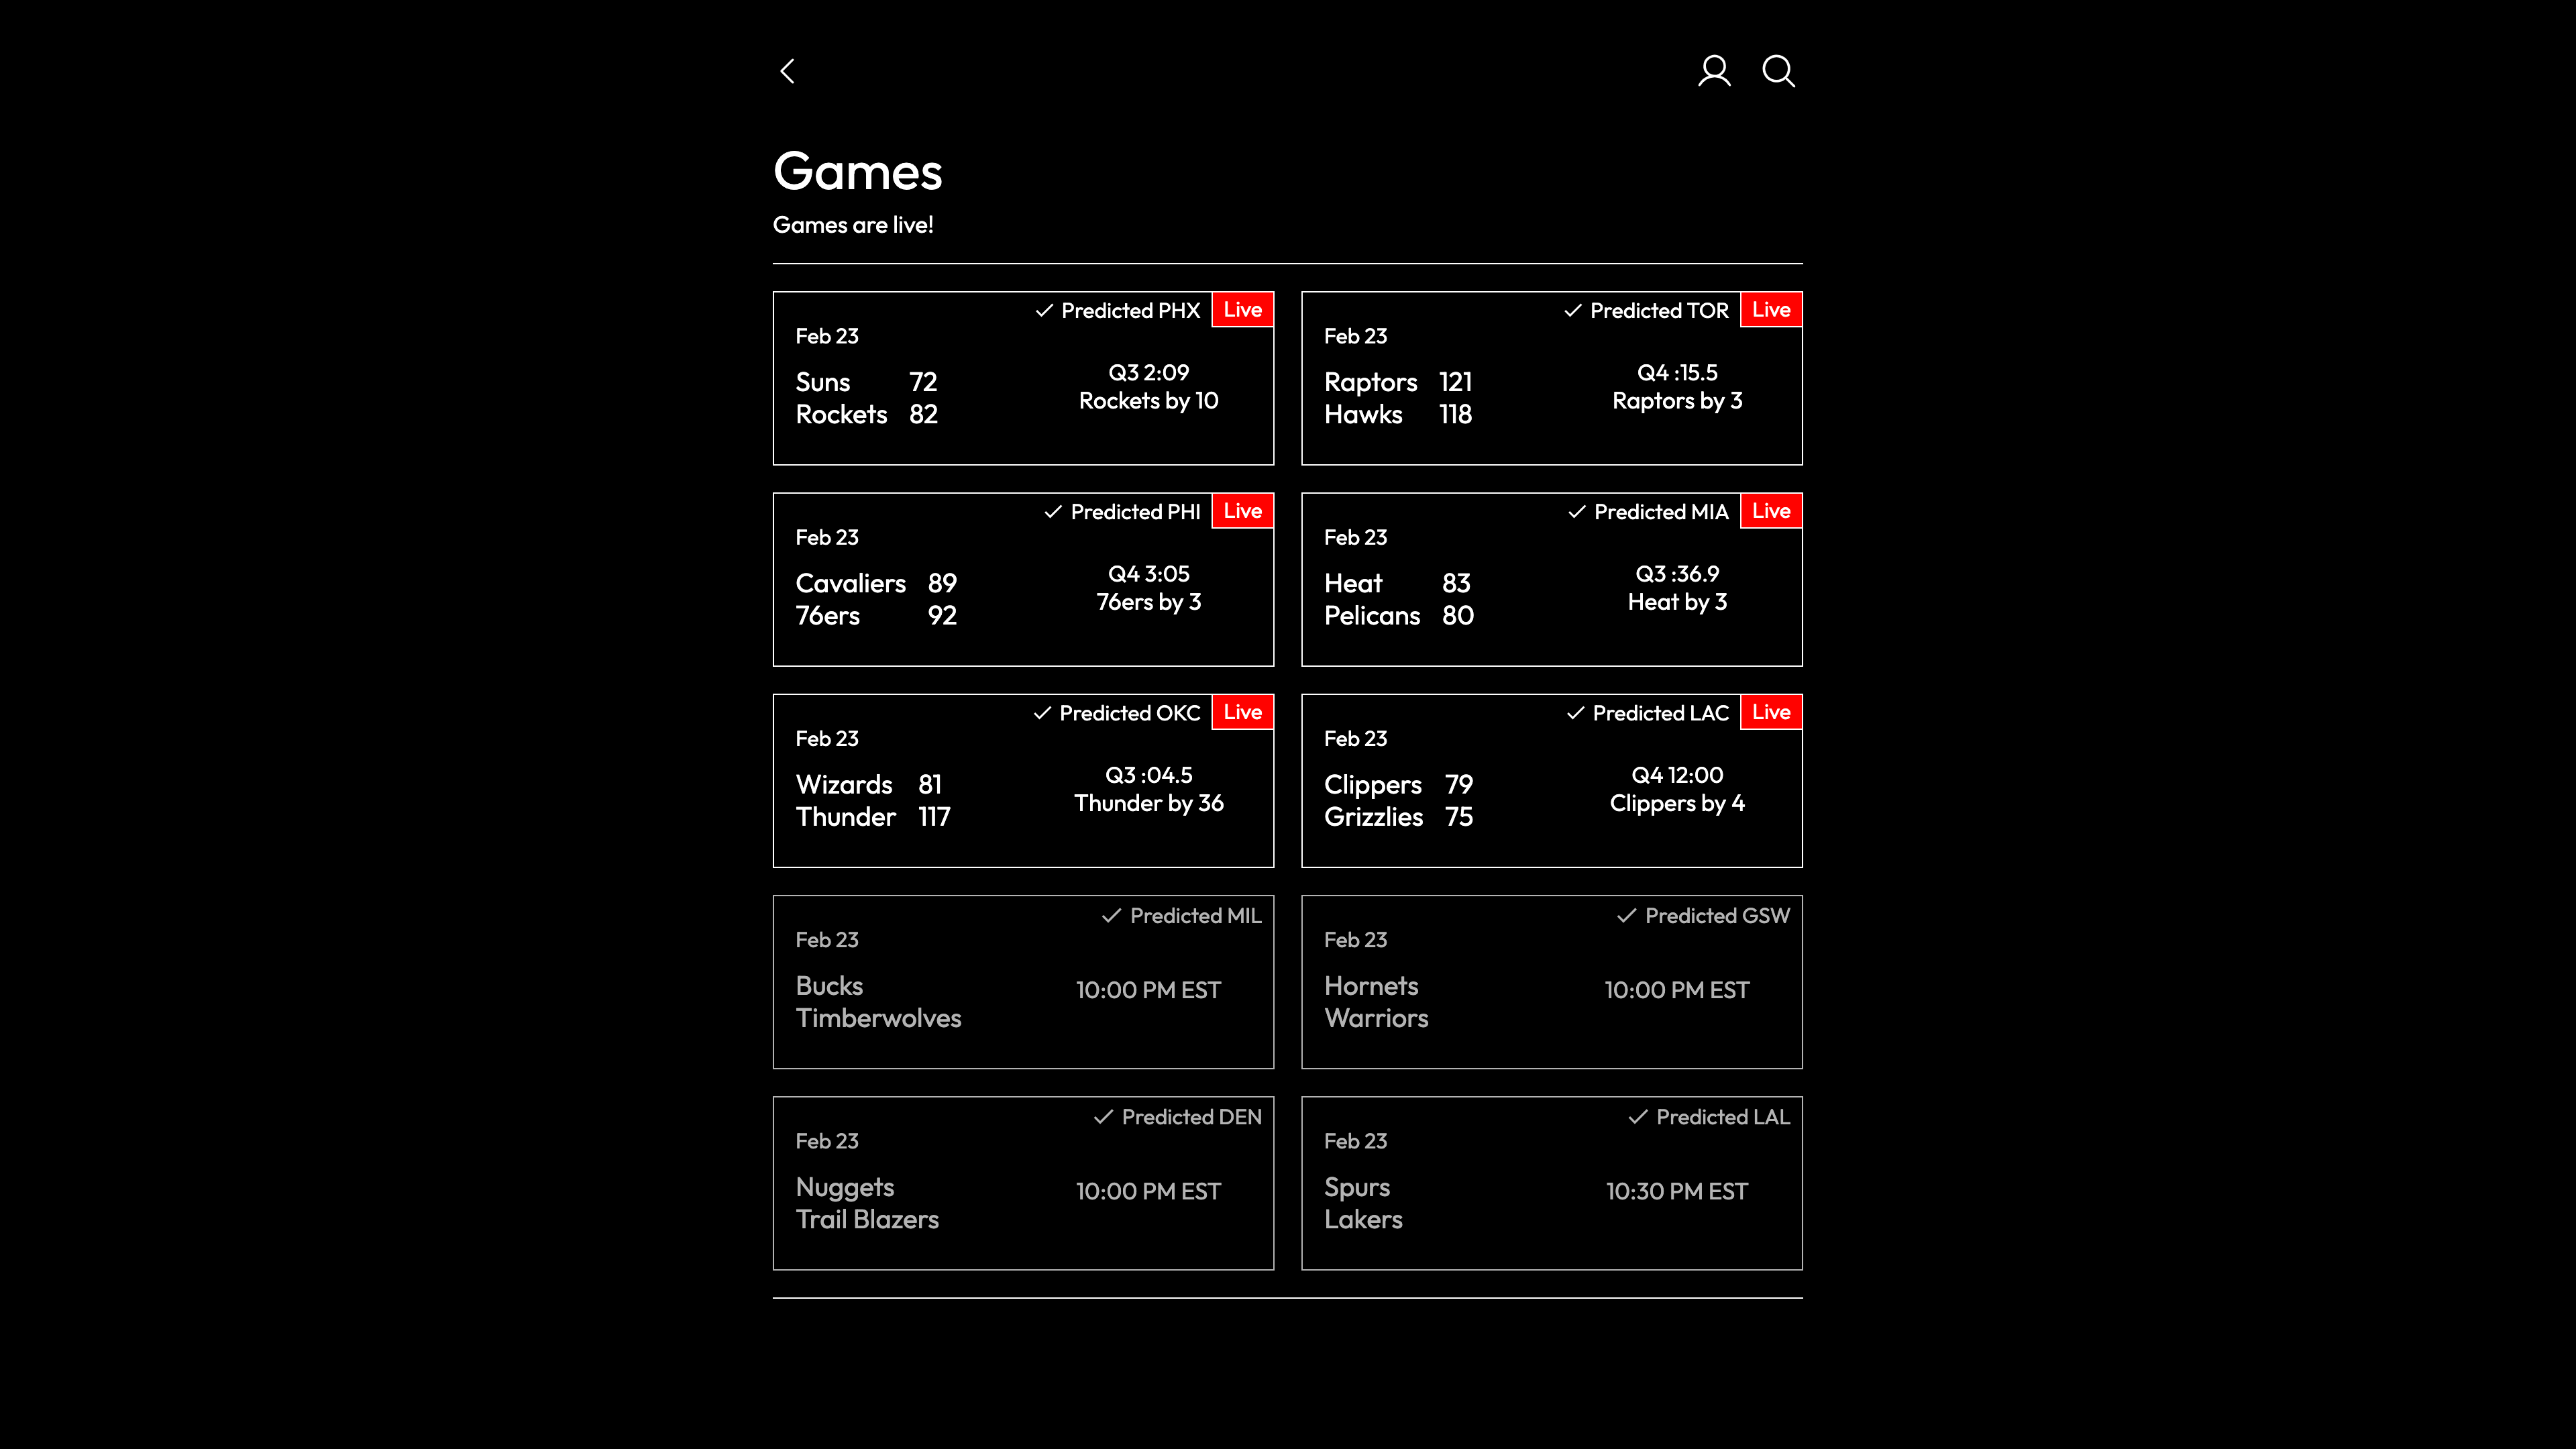 Games
Games are live!
Predicted PHX Live
Feb 23
Suns 72
Rockets 82
Q3 2:09
Rockets by 10
Predicted TOR Live
Feb 23
Raptors 121
Hawks 118
Q4 :15.5
Raptors by 3
Predicted PHI Live
Feb 23
Cavaliers 89
76ers 92
Q4 3:05
76ers by 3
Predicted MIA Live
Feb 23
Heat 83
Pelicans 80
Q3 :36.9
Heat by 3
Predicted OKC Live
Feb 23
Wizards 81
Thunder 117
Q3 :04.5
Thunder by 36
Predicted LAC Live
Feb 23
Clippers 79
Grizzlies 75
Q4 12:00
Clippers by 4
Predicted MIL
Feb 23
Bucks
Timberwolves
10:00 PM EST
Predicted GSW
Feb 23
Hornets
Warriors
10:00 PM EST
Predicted DEN
Feb 23
Nuggets
Trail Blazers
10:00 PM EST
Predicted LAL
Feb 23
Spurs
Lakers
10:30 PM EST